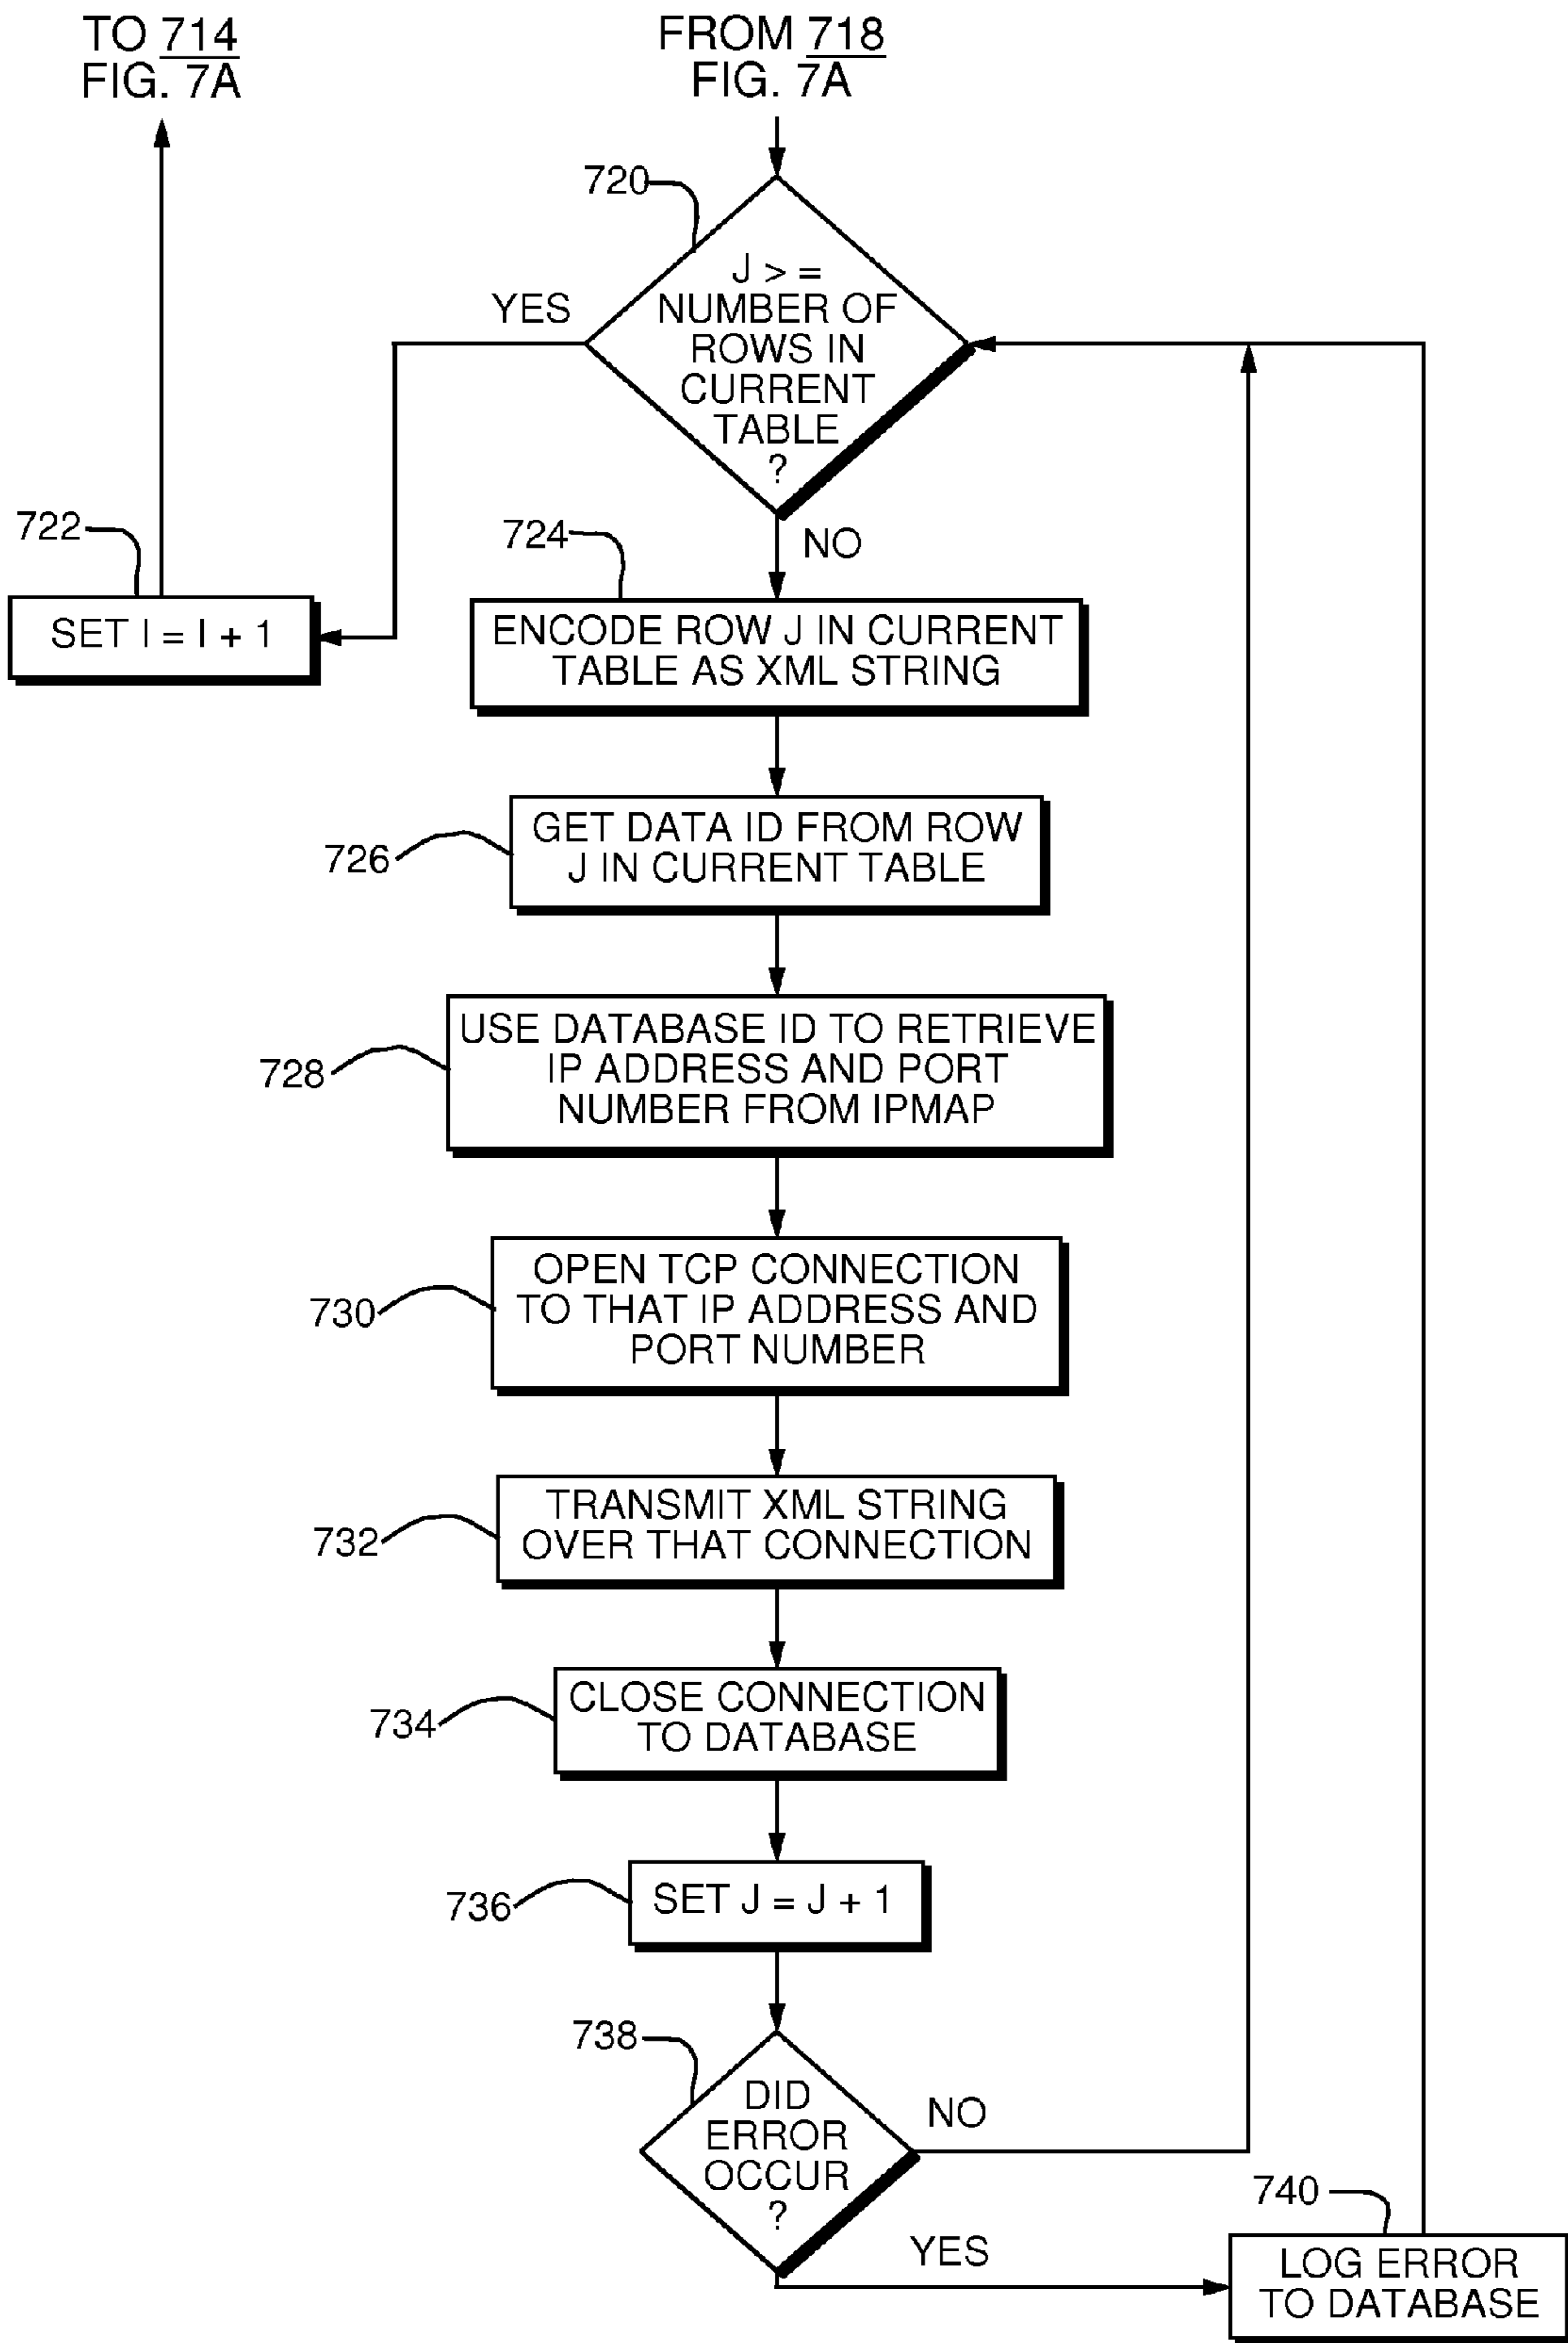 TO 714
FIG. 7A
FROM 718
FIG. 7A
720
J > =
NUMBER OF
ROWS IN
CURRENT
TABLE
?
YES
NO
722
SET I = I + 1
724
ENCODE ROW J IN CURRENT
TABLE AS XML STRING
726
GET DATA ID FROM ROW
J IN CURRENT TABLE
728
USE DATABASE ID TO RETRIEVE
IP ADDRESS AND PORT
NUMBER FROM IPMAP
730
OPEN TCP CONNECTION
TO THAT IP ADDRESS AND
PORT NUMBER
732
TRANSMIT XML STRING
OVER THAT CONNECTION
734
CLOSE CONNECTION
TO DATABASE
736
SET J = J + 1
738
DID
ERROR
OCCUR
?
NO
YES
740
LOG ERROR
TO DATABASE